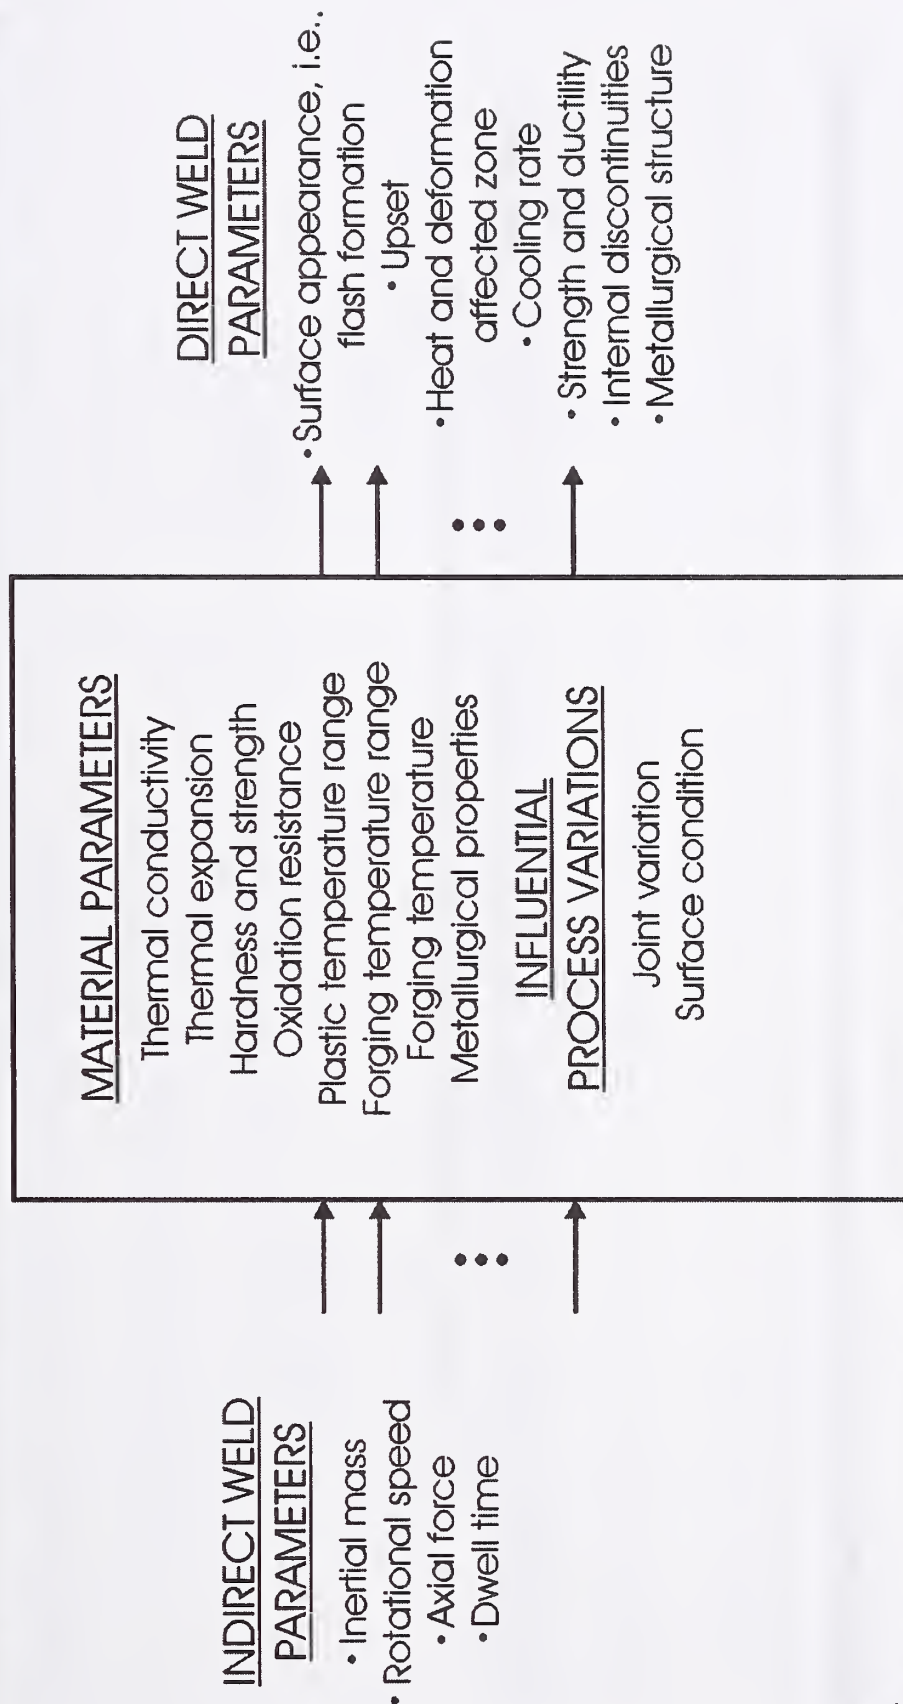 INDIRECT WELD
PARAMETERS
• Inertial mass
• Rotational speed
• Axial force
• Dwell time
MATERIAL PARAMETERS
Thermal conductivity
Thermal expansion
Hardness and strength
Oxidation resistance
Plastic temperature range
Forging temperature range
Forging temperature
Metallurgical properties
INFLUENTIAL
PROCESS VARIATIONS
Joint variation
Surface condition
DIRECT WELD
PARAMETERS
• Surface appearance, i.e..
flash formation
• Upset
• Heat and deformation
affected zone
• Cooling rate
• Strength and ductility
• Internal discontinuities
• Metallurgical structure